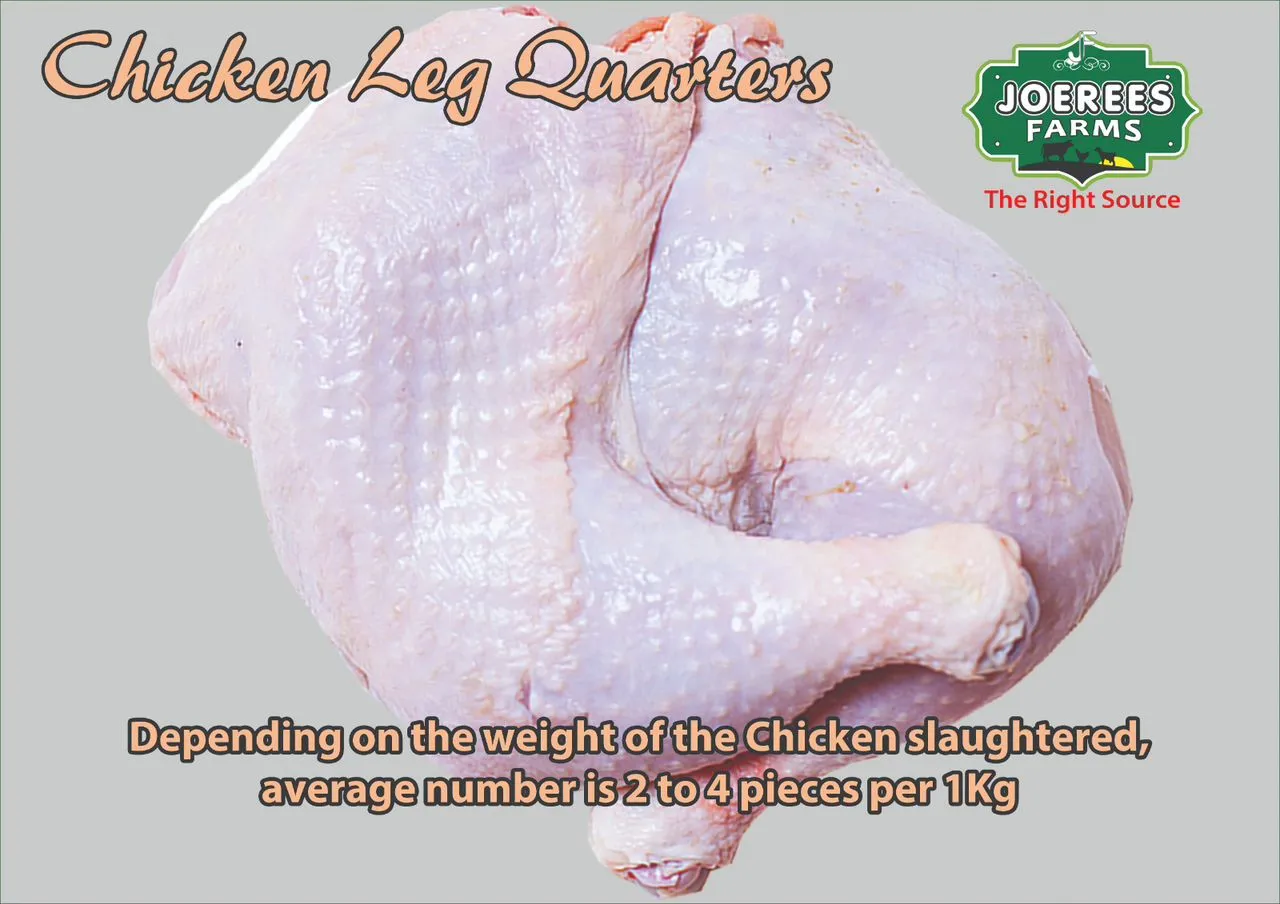 Chicken Leg Quarters
JOEREES
FARMS
The Right Source
Depending on the weight of the Chicken slaughtered,
average number is 2 to 4 pieces per 1Kg